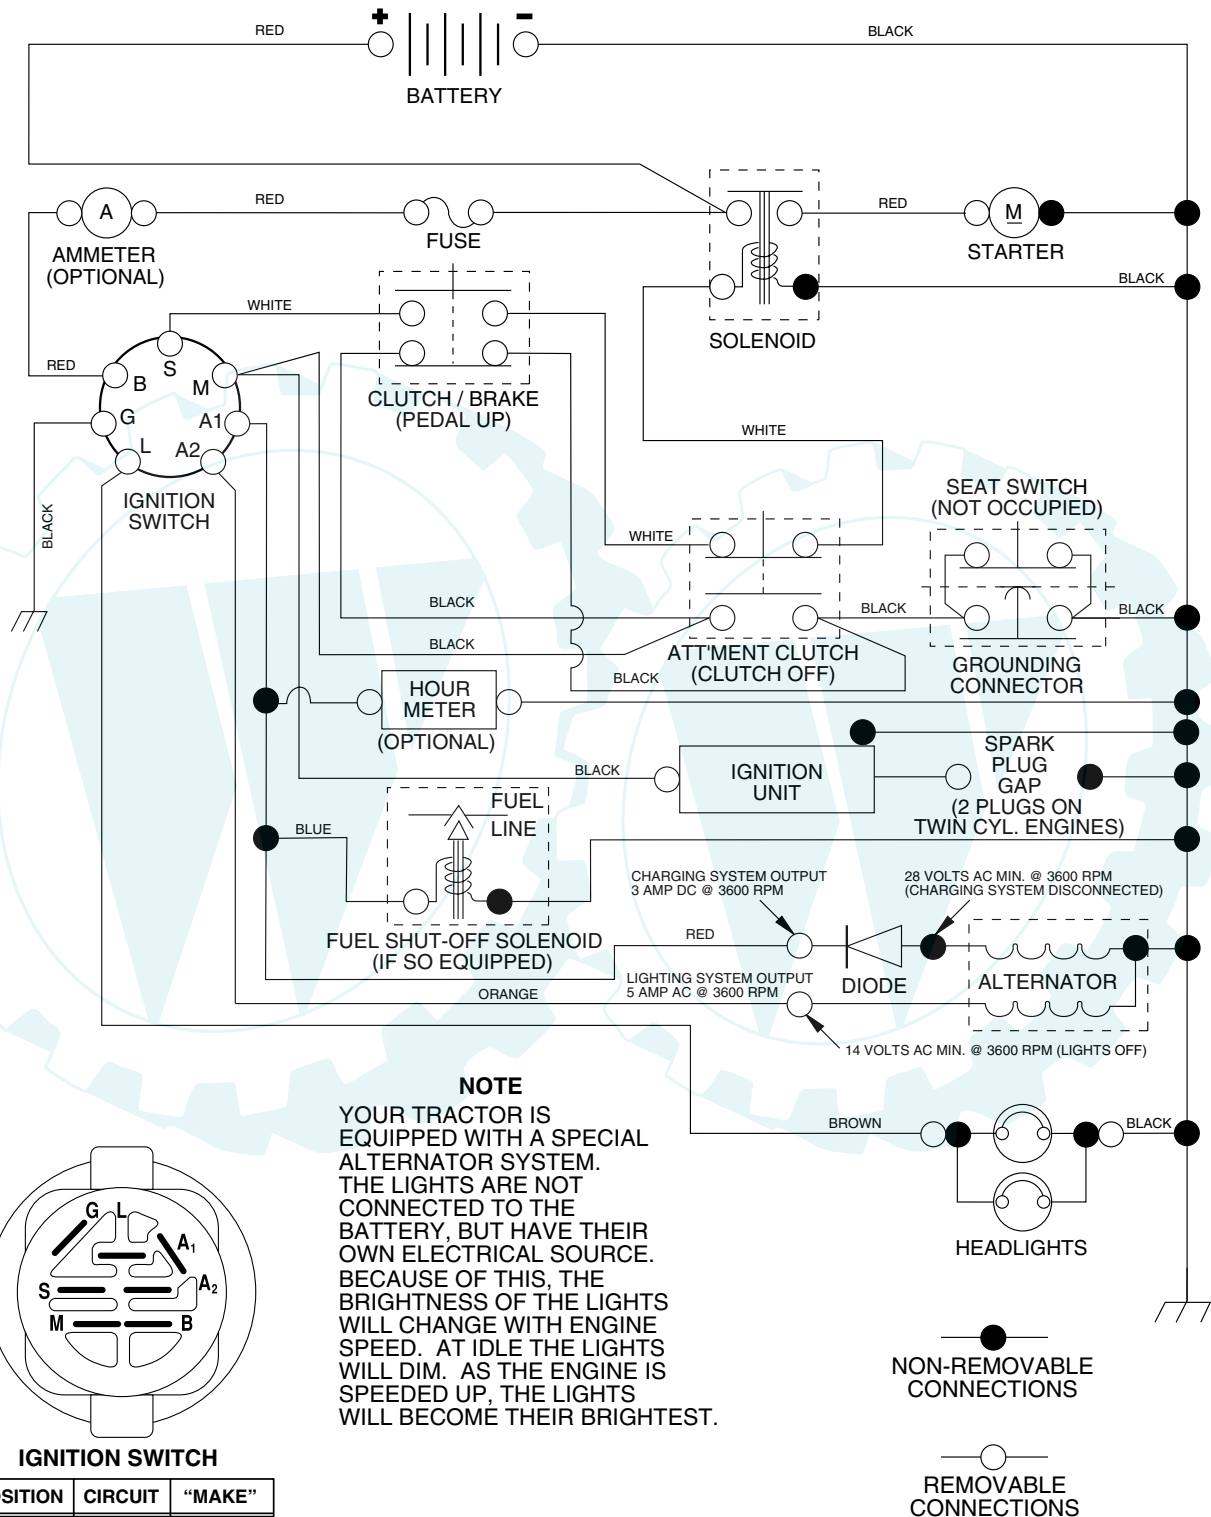 + -
RED
BLACK
BATTERY
A
RED
RED
M
AMMETER
(OPTIONAL)
FUSE
STARTER
BLACK
WHITE
SOLENOID
RED
S
B
M
G
A1
L
A2
CLUTCH / BRAKE
(PEDAL UP)
WHITE
IGNITION
SWITCH
BLACK
SEAT SWITCH
(NOT OCCUPIED)
WHITE
BLACK
BLACK
BLACK
BLACK
ATT'MENT CLUTCH
(CLUTCH OFF)
GROUNDING
CONNECTOR
BLACK
HOUR
METER
(OPTIONAL)
BLACK
IGNITION
UNIT
SPARK
PLUG
GAP
(2 PLUGS ON
TWIN CYL. ENGINES)
FUEL
LINE
BLUE
CHARGING SYSTEM OUTPUT
3 AMP DC @ 3600 RPM
28 VOLTS AC MIN. @ 3600 RPM
(CHARGING SYSTEM DISCONNECTED)
FUEL SHUT-OFF SOLENOID
(IF SO EQUIPPED)
RED
LIGHTING SYSTEM OUTPUT
5 AMP AC @ 3600 RPM
DIODE
ALTERNATOR
ORANGE
14 VOLTS AC MIN. @ 3600 RPM (LIGHTS OFF)
NOTE
YOUR TRACTOR IS
EQUIPPED WITH A SPECIAL
ALTERNATOR SYSTEM.
THE LIGHTS ARE NOT
CONNECTED TO THE
BATTERY, BUT HAVE THEIR
OWN ELECTRICAL SOURCE.
BECAUSE OF THIS, THE
BRIGHTNESS OF THE LIGHTS
WILL CHANGE WITH ENGINE
SPEED. AT IDLE THE LIGHTS
WILL DIM. AS THE ENGINE IS
SPEEDED UP, THE LIGHTS
WILL BECOME THEIR BRIGHTEST.
BROWN
BLACK
HEADLIGHTS
G L
A1
S
A2
M
B
IGNITION SWITCH
OSITION CIRCUIT “MAKE”
NON-REMOVABLE
CONNECTIONS
REMOVABLE
CONNECTIONS